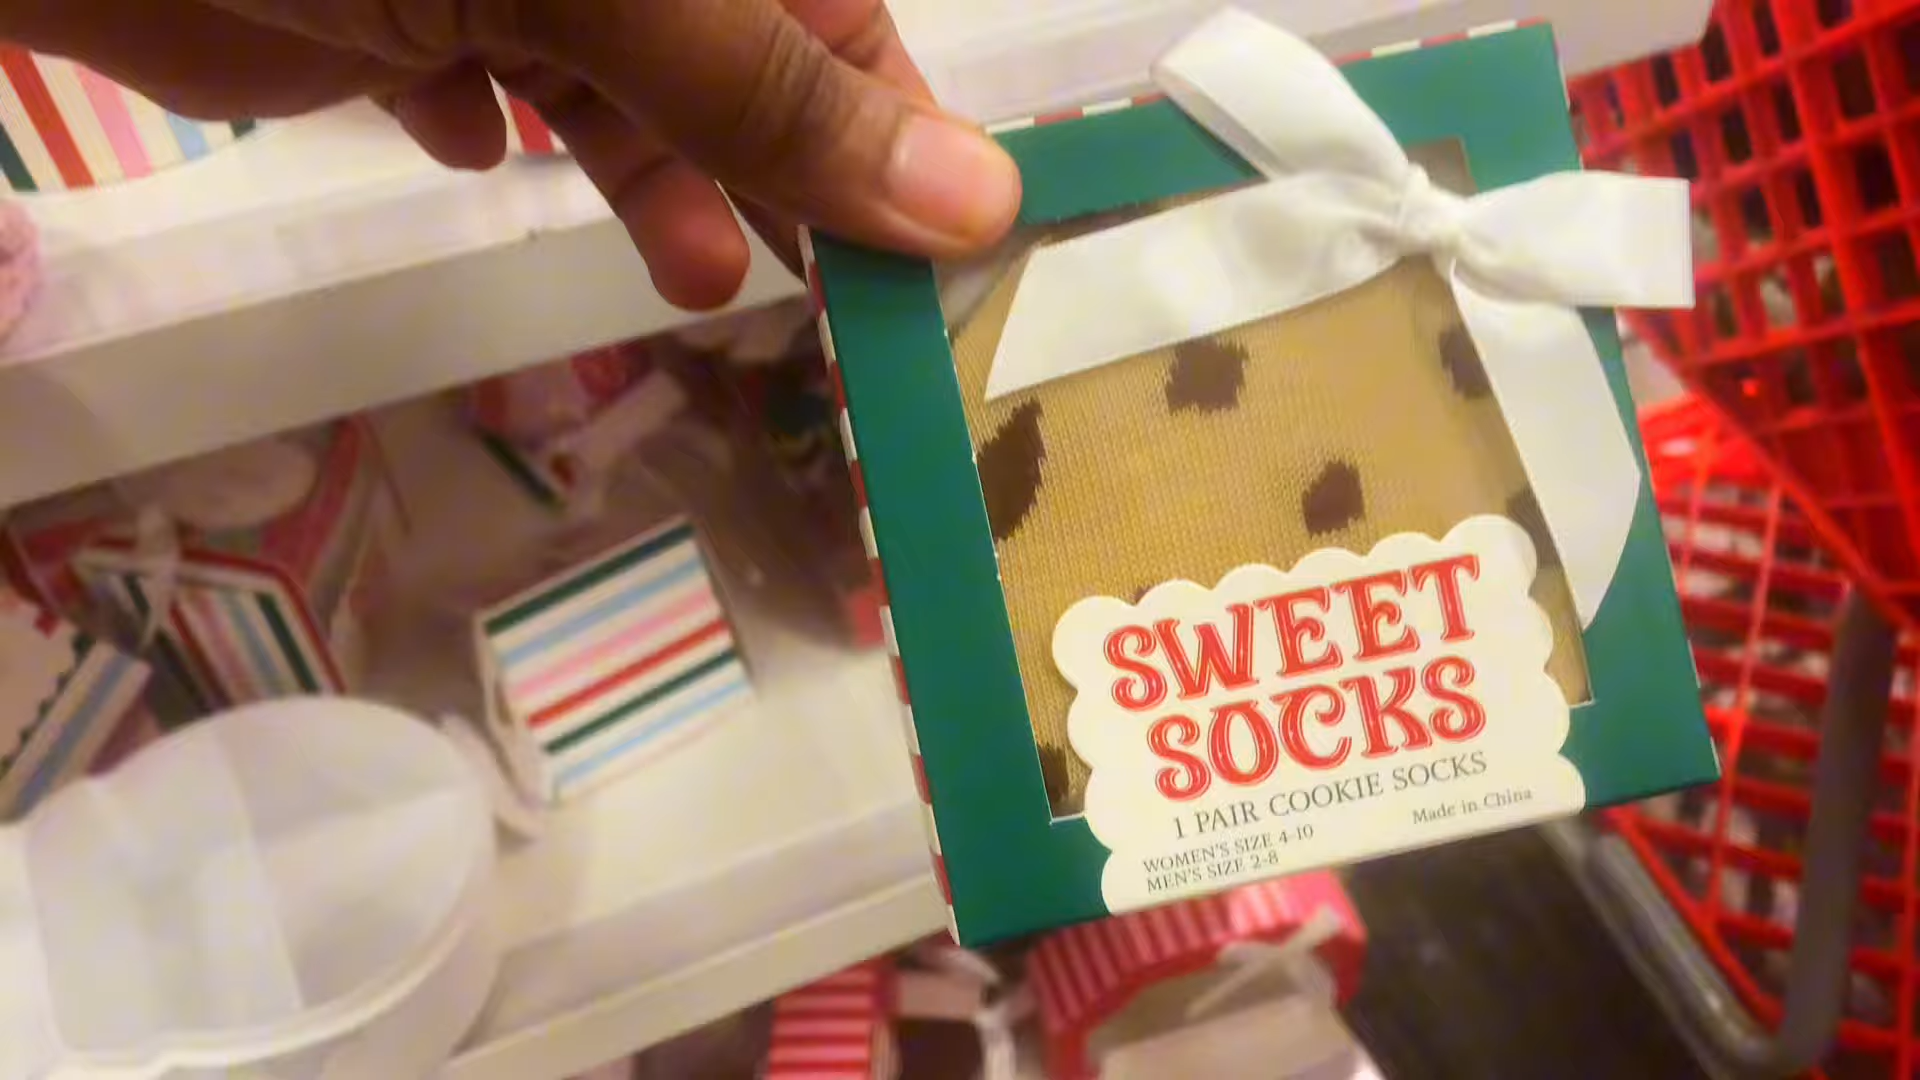 SWEET
SOCKS
1 PAIR COOKIE SOCKS
Made in China
WOMEN'S SIZE 4-10
MEN'S SIZE 2-8